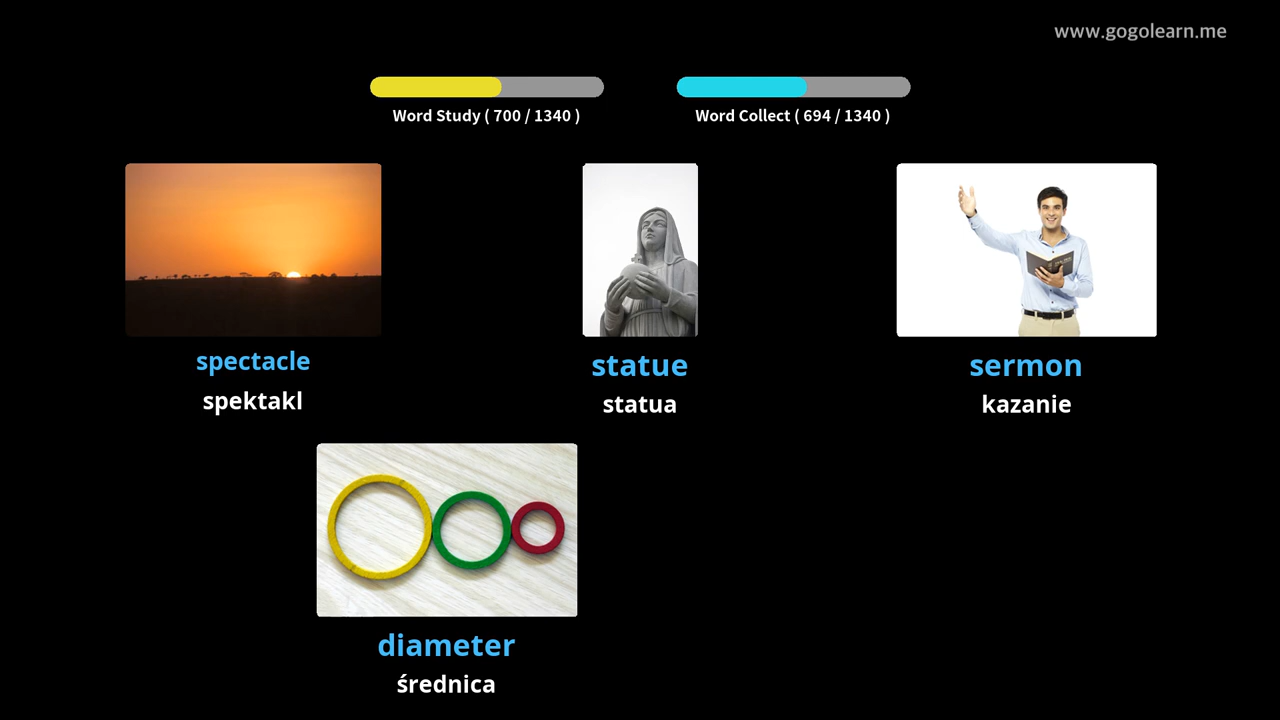 www.gogolearn.me
Word Study ( 700 / 1340 )
Word Collect ( 694 / 1340 )
spectacle
spektakl
statue
statua
sermon
kazanie
diameter
średnica